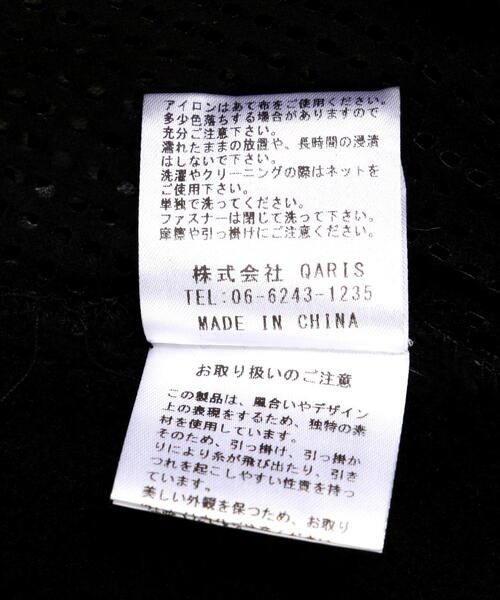 アイロンはあて布をご使用ください。
多少色落ちする場合がありますので
充分ご注意下さい。
濡れたままの放置や、長時間の浸漬
はしないで下さい。
洗濯やクリーニングの際はネットを
ご使用下さい。
単独で洗ってください。
ファスナーは閉じて洗って下さい。
摩擦や引っ掛けにご注意ください。
株式会社 QARIS
TEL:06-6243-1235
MADE IN CHINA
お取り扱いのご注意
この製品は、風合いやデザイン
上の表現をするため、独特の素
材を使用しています。
そのため、引っ掛け、引っ掛か
りにより糸が飛び出たり、引き
つれを起こしやすい性質を持っ
ています。
美しい外観を保つため、お取り